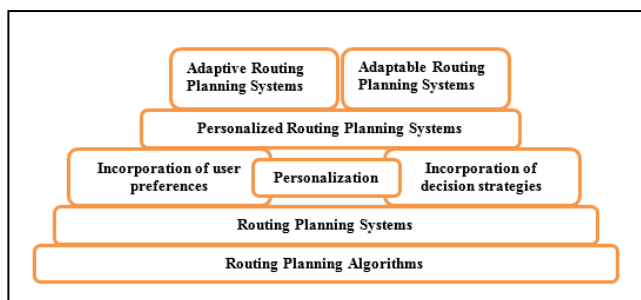 Adaptive Routing
Planning Systems
Adaptable Routing
Planning Systems
Personalized Routing Planning Systems
Incorporation of user
preferences
Personalization
Incorporation of
decision strategies
Routing Planning Systems
Routing Planning Algorithms